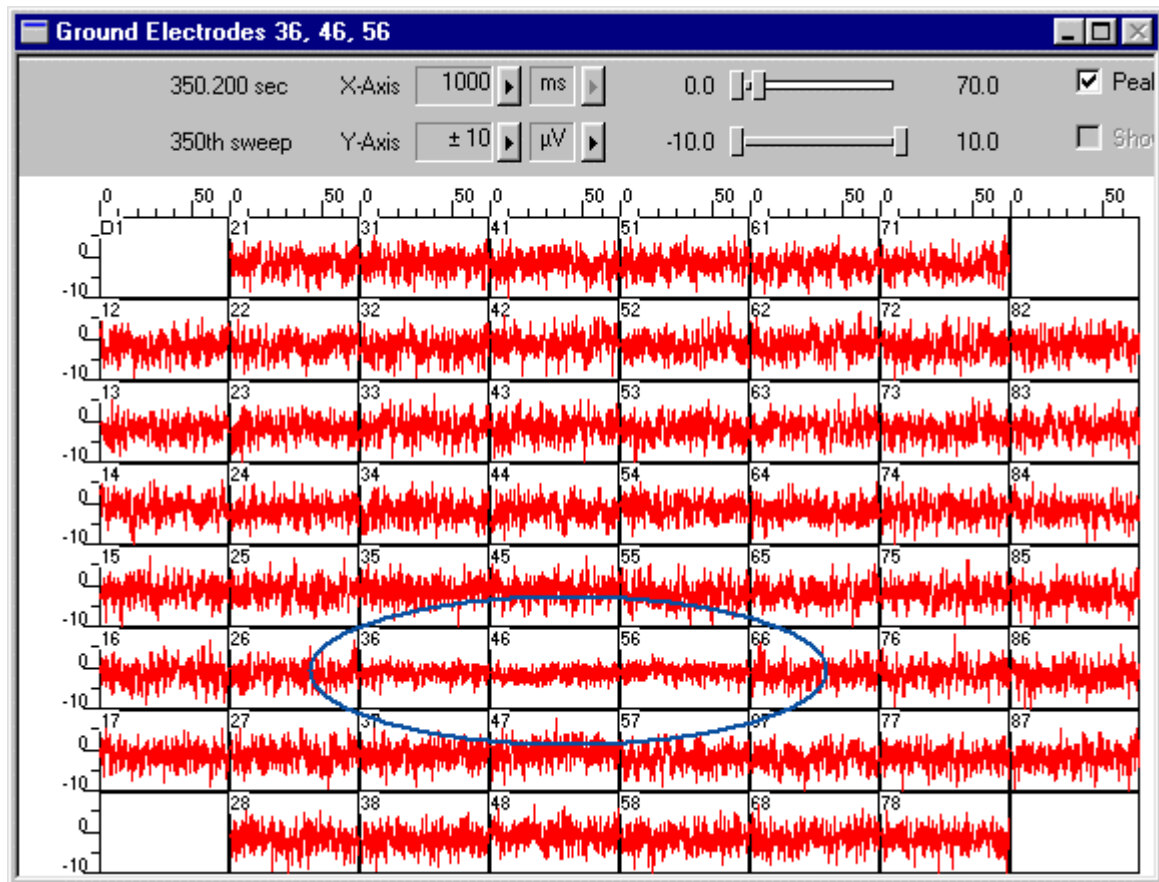 Ground Electrodes 36, 46, 56
350.200 sec X-Axis 1000 ms 0.0 70.0 Peal
350th sweep Y-Axis ± 10 µV -10.0 10.0 Sho
0 50 0 50 0 50 0 50 0 50 0 50 0 50 0 50
D1 21 31 41 51 61 71
0
-10
12 22 32 42 52 62 72 82
0
-10
13 23 33 43 53 63 73 83
0
-10
14 24 34 44 54 64 74 84
0
-10
15 25 35 45 55 65 75 85
0
-10
16 26 36 46 56 66 76 86
0
-10
17 27 37 47 57 67 77 87
0
-10
28 38 48 58 68 78
0
-10